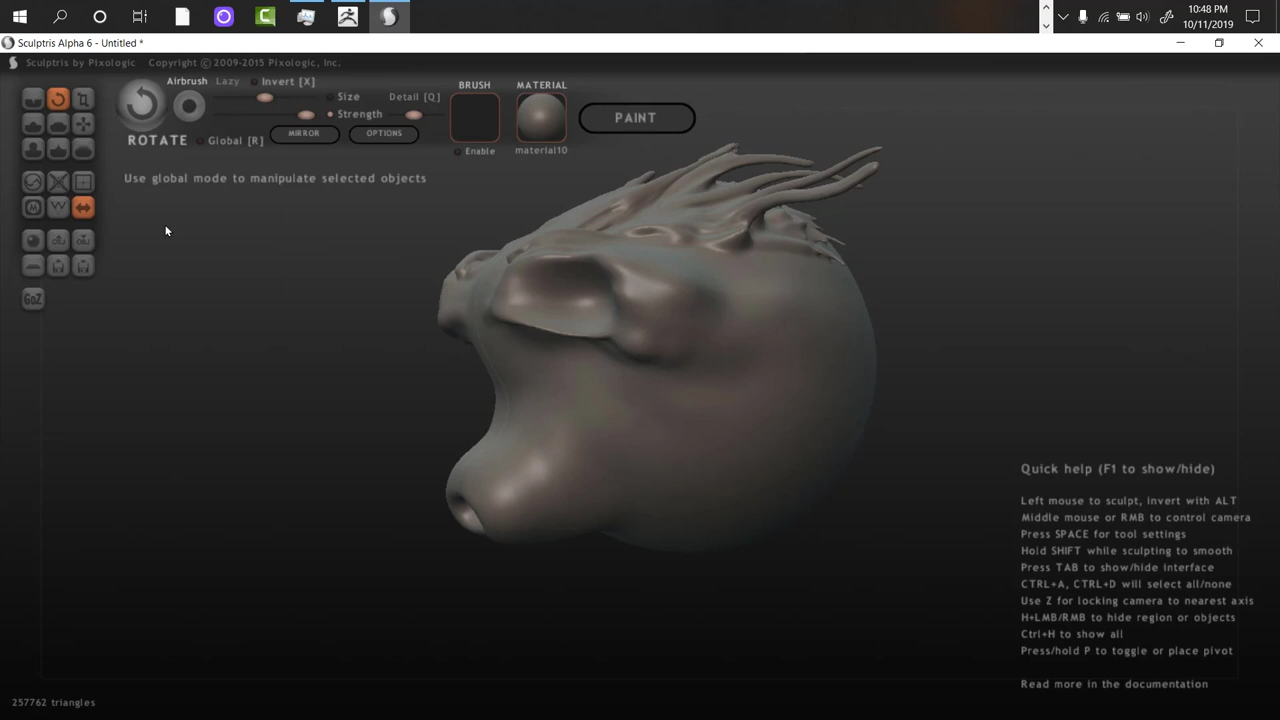 10:48 PM
10/11/2019
Sculptris Alpha 6 - Untitled *
Sculptris by Pixologic Copyright © 2009-2015 Pixologic, Inc.
Airbrush Lazy Invert [X]
Size Detail [Q]
Strength
ROTATE Global [R] MIRROR OPTIONS
BRUSH
Enable
MATERIAL
material10
PAINT
Use global mode to manipulate selected objects
GoZ
Quick help (F1 to show/hide)
Left mouse to sculpt, invert with ALT
Middle mouse or RMB to control camera
Press SPACE for tool settings
Hold SHIFT while sculpting to smooth
Press TAB to show/hide interface
CTRL+A, CTRL+D will select all/none
Use Z for locking camera to nearest axis
H+LMB/RMB to hide region or objects
Ctrl+H to show all
Press/hold P to toggle or place pivot
Read more in the documentation
257762 triangles